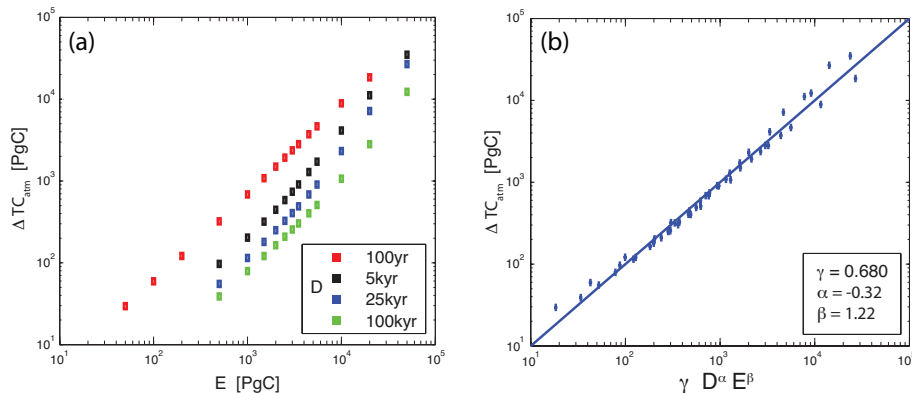 (a)
Δ TC_atm [PgC]
10^5
10^4
10^3
10^2
10^1
10^1 10^2 10^3 10^4 10^5
E [PgC]
D
100yr
5kyr
25kyr
100kyr
(b)
Δ TC_atm [PgC]
10^5
10^4
10^3
10^2
10^1
10^1 10^2 10^3 10^4 10^5
γ D^α E^β
γ = 0.680
α = -0.32
β = 1.22